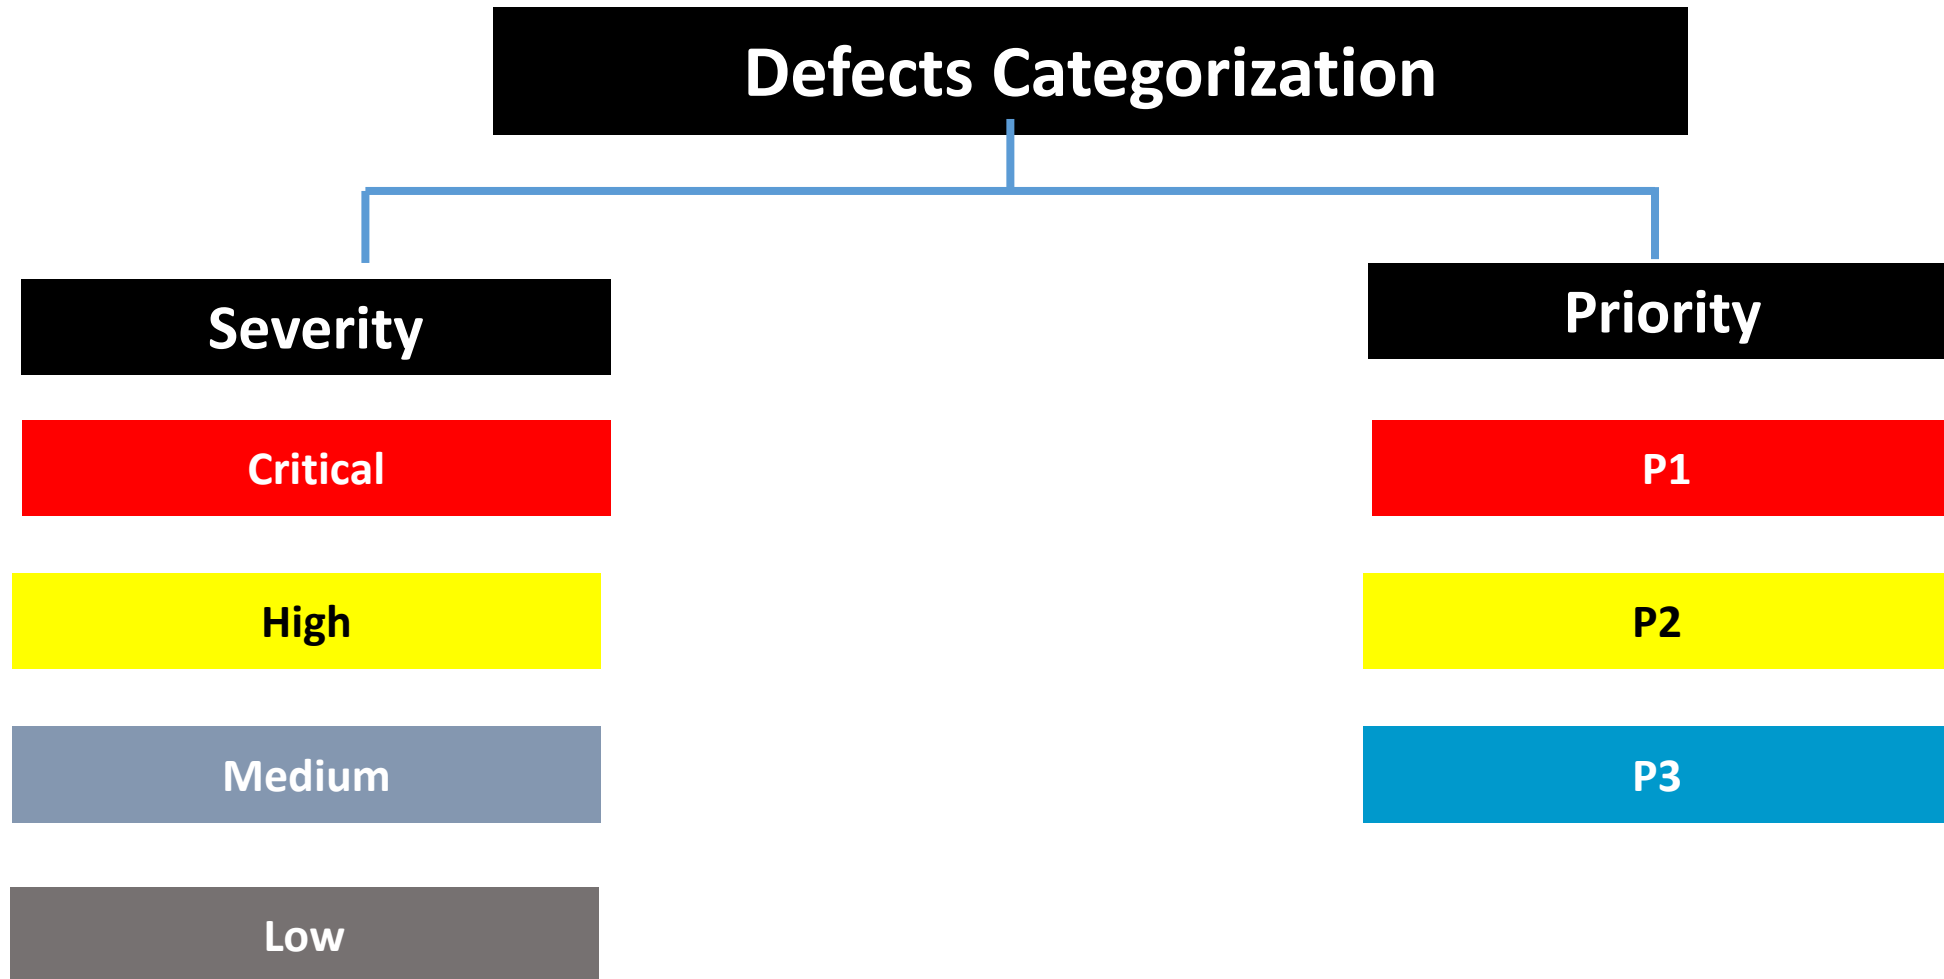 Defects Categorization
Severity
Priority
Critical
P1
High
P2
Medium
P3
Low